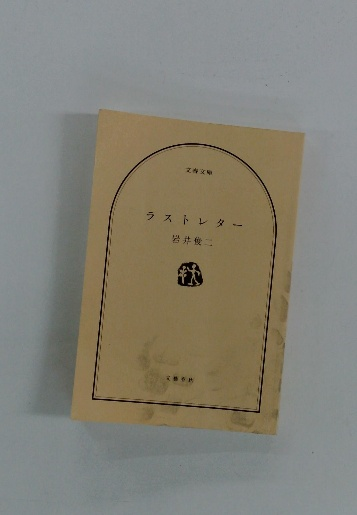 文春文庫
ラストレター
岩井俊二
文藝春秋